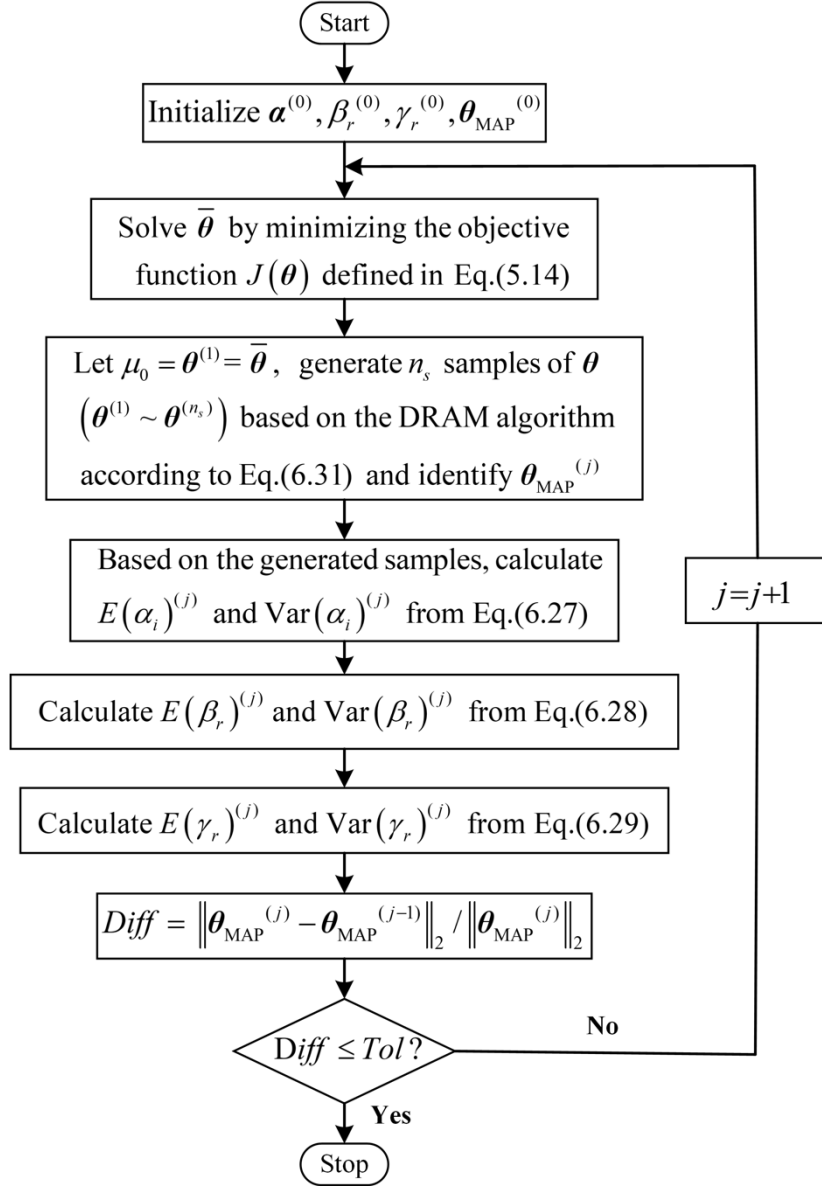 Start
Initialize α^(0), β_r^(0), γ_r^(0), θ_MAP^(0)
Solve θ̅ by minimizing the objective
function J(θ) defined in Eq.(5.14)
Let μ_0 = θ^(1) = θ̅, generate n_s samples of θ
(θ^(1) ~ θ^(n_s)) based on the DRAM algorithm
according to Eq.(6.31) and identify θ_MAP^(j)
Based on the generated samples, calculate
E(α_i)^(j) and Var(α_i)^(j) from Eq.(6.27)
j=j+1
Calculate E(β_r)^(j) and Var(β_r)^(j) from Eq.(6.28)
Calculate E(γ_r)^(j) and Var(γ_r)^(j) from Eq.(6.29)
Diff = ‖θ_MAP^(j) − θ_MAP^(j−1)‖_2 / ‖θ_MAP^(j)‖_2
Diff ≤ Tol?
No
Yes
Stop